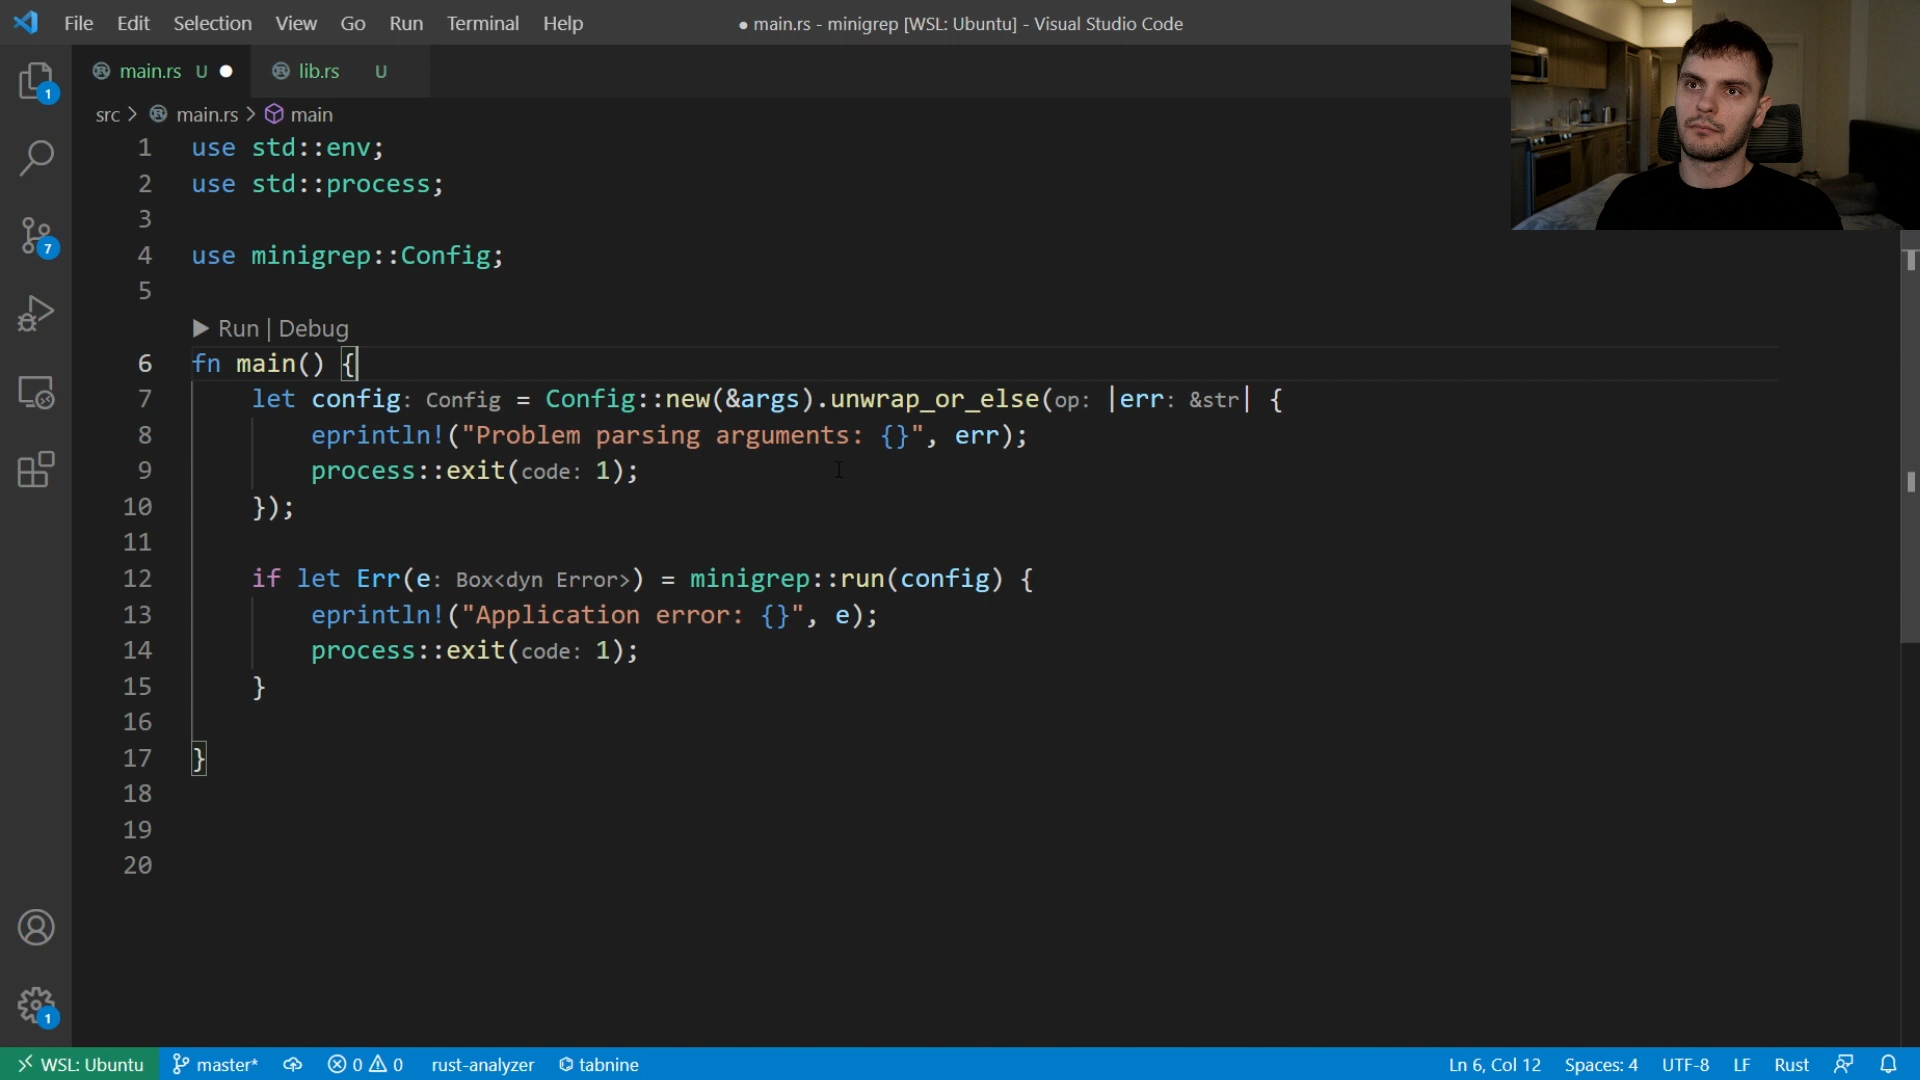 File Edit Selection View Go Run Terminal Help
● main.rs - minigrep [WSL: Ubuntu] - Visual Studio Code
main.rs U ● lib.rs U
src > main.rs > main
1 use std::env;
2 use std::process;
3
4 use minigrep::Config;
5
▶ Run | Debug
6 fn main() {
7 let config: Config = Config::new(&args).unwrap_or_else(op: |err: &str| {
8 eprintln!("Problem parsing arguments: {}", err);
9 process::exit(code: 1);
10 });
11
12 if let Err(e: Box<dyn Error>) = minigrep::run(config) {
13 eprintln!("Application error: {}", e);
14 process::exit(code: 1);
15 }
16
17 }
18
19
20
1
7
1
WSL: Ubuntu master* 0 0 rust-analyzer tabnine Ln 6, Col 12 Spaces: 4 UTF-8 LF Rust